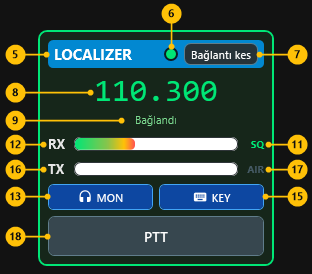 6
5 LOCALIZER Bağlantı kes 7
8 110.300
9 Bağlandı
12 RX SQ 11
16 TX AIR 17
13 MON KEY 15
18 PTT